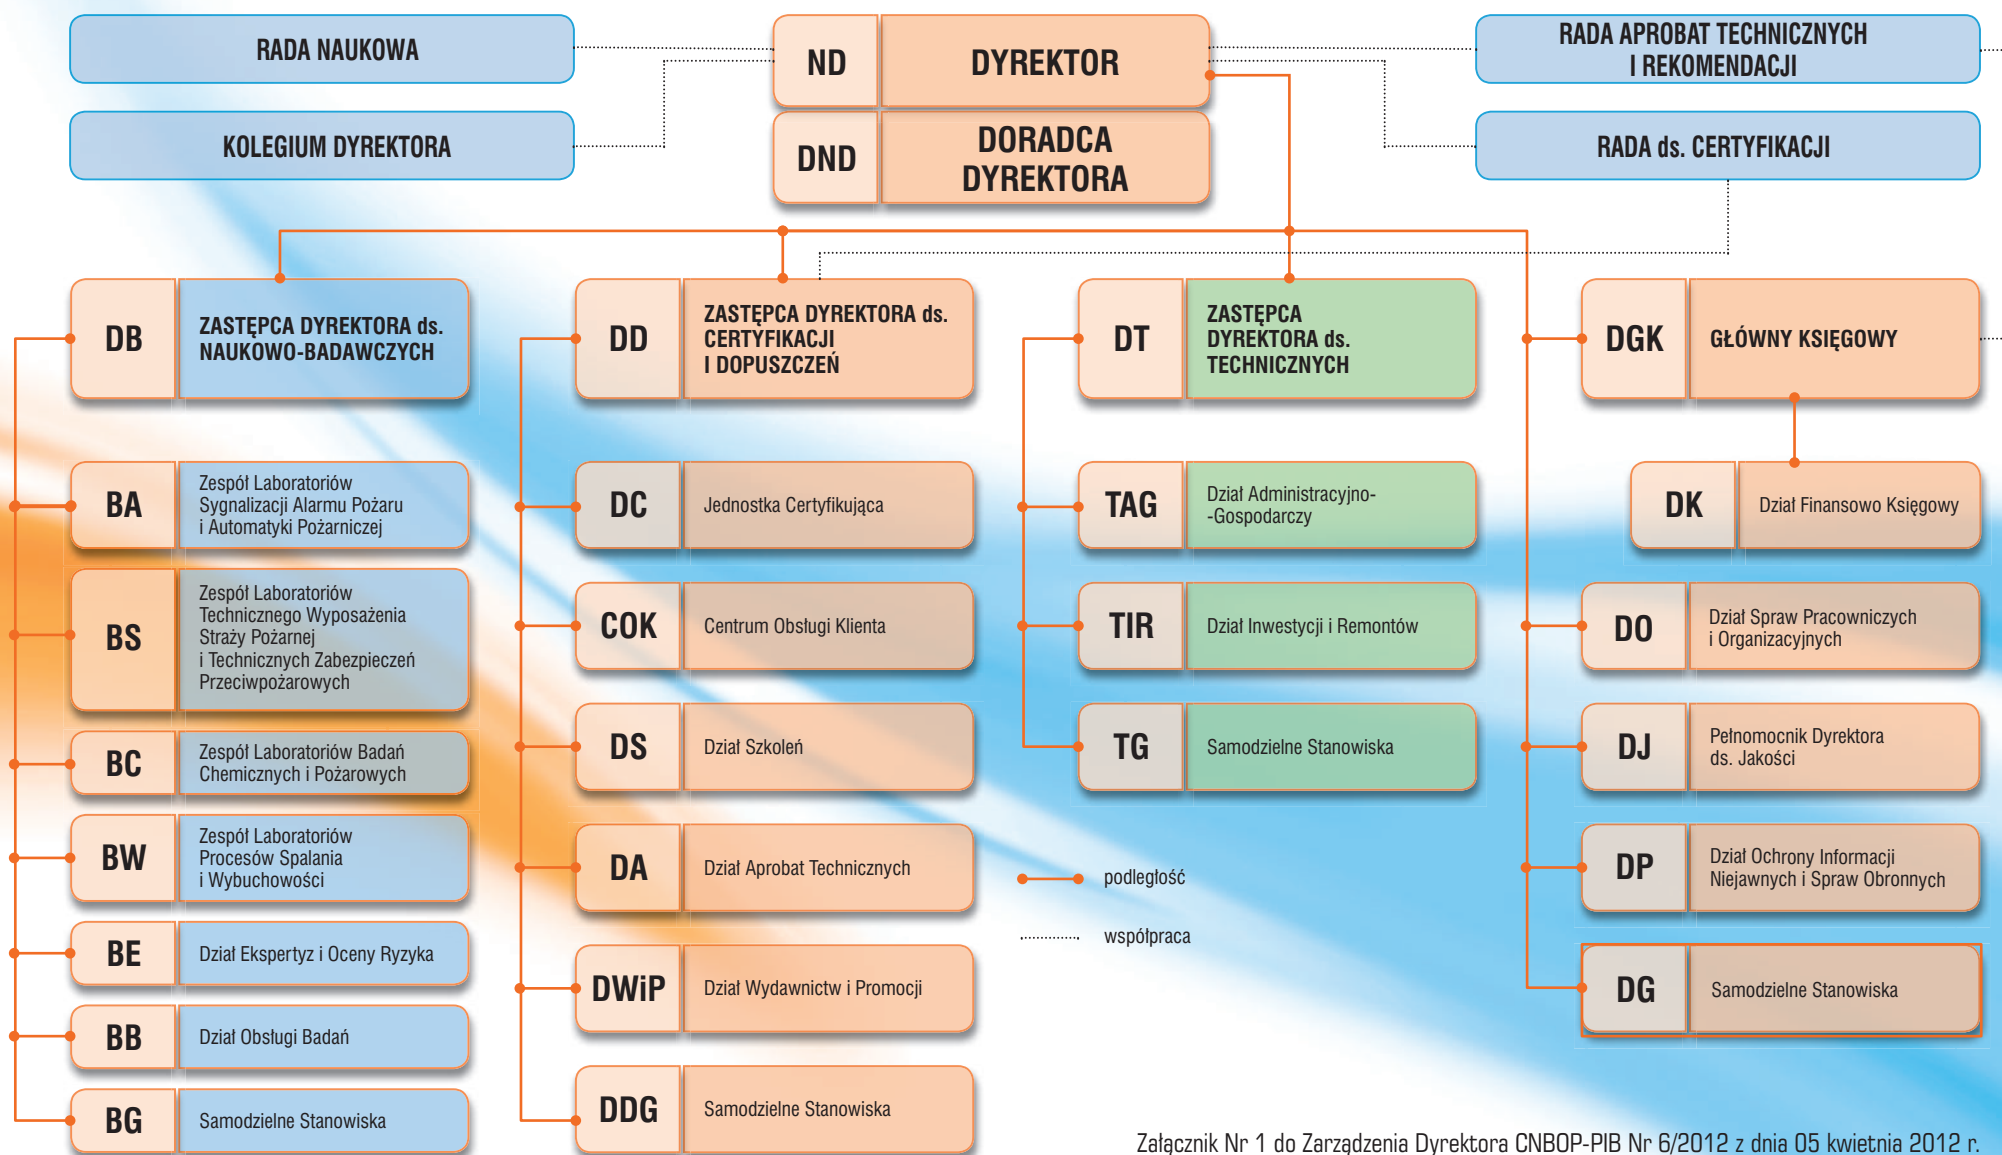 RADA NAUKOWA
KOLEGIUM DYREKTORA
ND
DYREKTOR
DND
DORADCA
DYREKTORA
RADA APROBAT TECHNICZNYCH
I REKOMENDACJI
RADA ds. CERTYFIKACJI
DB
ZASTĘPCA DYREKTORA ds.
NAUKOWO-BADAWCZYCH
BA
Zespół Laboratoriów
Sygnalizacji Alarmu Pożaru
i Automatyki Pożarniczej
BS
Zespół Laboratoriów
Technicznego Wyposażenia
Straży Pożarnej
i Technicznych Zabezpieczeń
Przeciwpożarowych
BC
Zespół Laboratoriów Badań
Chemicznych i Pożarowych
BW
Zespół Laboratoriów
Procesów Spalania
i Wybuchowości
BE
Dział Ekspertyz i Oceny Ryzyka
BB
Dział Obsługi Badań
BG
Samodzielne Stanowiska
DD
ZASTĘPCA DYREKTORA ds.
CERTYFIKACJI
I DOPUSZCZEŃ
DC
Jednostka Certyfikująca
COK
Centrum Obsługi Klienta
DS
Dział Szkoleń
DA
Dział Aprobat Technicznych
DWiP
Dział Wydawnictw i Promocji
DDG
Samodzielne Stanowiska
DT
ZASTĘPCA
DYREKTORA ds.
TECHNICZNYCH
TAG
Dział Administracyjno-
-Gospodarczy
TIR
Dział Inwestycji i Remontów
TG
Samodzielne Stanowiska
podległość
współpraca
DGK
GŁÓWNY KSIĘGOWY
DK
Dział Finansowo Księgowy
DO
Dział Spraw Pracowniczych
i Organizacyjnych
DJ
Pełnomocnik Dyrektora
ds. Jakości
DP
Dział Ochrony Informacji
Niejawnych i Spraw Obronnych
DG
Samodzielne Stanowiska
Załącznik Nr 1 do Zarządzenia Dyrektora CNBOP-PIB Nr 6/2012 z dnia 05 kwietnia 2012 r.